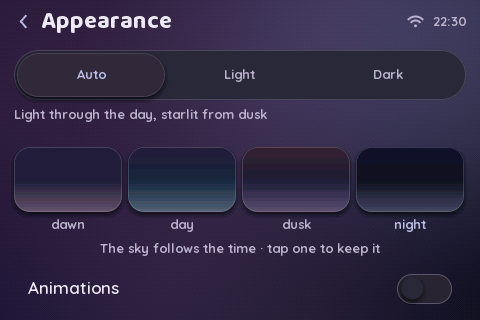 Appearance 22:30
Auto Light Dark
Light through the day, starlit from dusk
dawn day dusk night
The sky follows the time · tap one to keep it
Animations